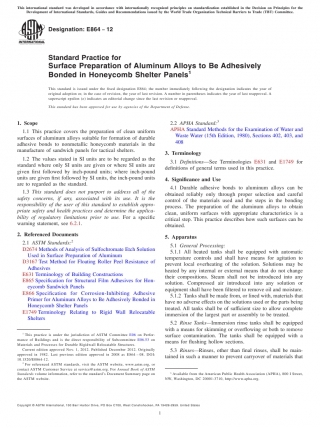 This international standard was developed in accordance with internationally recognized principles on standardization established in the Decision on Principles for the
Development of International Standards, Guides and Recommendations issued by the World Trade Organization Technical Barriers to Trade (TBT) Committee.
Designation: E864 − 12
INTERNATIONAL
Standard Practice for
Surface Preparation of Aluminum Alloys to Be Adhesively
Bonded in Honeycomb Shelter Panels1
This standard is issued under the fixed designation E864; the number immediately following the designation indicates the year of
original adoption or, in the case of revision, the year of last revision. A number in parentheses indicates the year of last reapproval. A
superscript epsilon (ε) indicates an editorial change since the last revision or reapproval.
This standard has been approved for use by agencies of the U.S. Department of Defense.
1. Scope
1.1 This practice covers the preparation of clean uniform
surfaces of aluminum alloys suitable for formation of durable
adhesive bonds to nonmetallic honeycomb materials in the
manufacture of sandwich panels for tactical shelters.
1.2 The values stated in SI units are to be regarded as the
standard where only SI units are given or where SI units are
given first followed by inch-pound units; where inch-pound
units are given first followed by SI units, the inch-pound units
are to regarded as the standard.
1.3 This standard does not purport to address all of the
safety concerns, if any, associated with its use. It is the
responsibility of the user of this standard to establish appro-
priate safety and health practices and determine the applica-
bility of regulatory limitations prior to use. For a specific
warning statement, see 6.2.1.
2. Referenced Documents
2.1 ASTM Standards:2
D2674 Methods of Analysis of Sulfochromate Etch Solution
Used in Surface Preparation of Aluminum
D3167 Test Method for Floating Roller Peel Resistance of
Adhesives
E631 Terminology of Building Constructions
E865 Specification for Structural Film Adhesives for Hon-
eycomb Sandwich Panels
E866 Specification for Corrosion-Inhibiting Adhesive
Primer for Aluminum Alloys to Be Adhesively Bonded in
Honeycomb Shelter Panels
E1749 Terminology Relating to Rigid Wall Relocatable
Shelters
1 This practice is under the jurisdiction of ASTM Committee E06 on Perfor-
mance of Buildings and is the direct responsibility of Subcommittee E06.53 on
Materials and Processes for Durable Rigidwall Relocatable Structures.
Current edition approved Nov. 1, 2012. Published December 2012. Originally
approved in 1982. Last previous edition approved in 2003 as
2 For referenced ASTM standards, visit the ASTM website, www.astm.org, or
contact ASTM Customer Service at service@astm.org. For Annual Book of ASTM
Standards volume information, refer to the standard's Document Summary page on
the ASTM website.
2.2 APHA Standard:3
APHA Standard Methods for the Examination of Water and
Waste Water (15th Edition, 1980), Sections 402, 403, and
408
3. Terminology
3.1 Definitions—See Terminologies E631 and E1749 for
definitions of general terms used in this practice.
4. Significance and Use
4.1 Durable adhesive bonds to aluminum alloys can be
obtained reliably only through proper selection and careful
control of the materials used and the steps in the bonding
process. The preparation of the aluminum alloys to obtain
clean, uniform surfaces with appropriate characteristics is a
critical step. This practice describes how such surfaces can be
obtained.
5. Apparatus
5.1 General Processing:
5.1.1 All heated tanks shall be equipped with automatic
temperature controls and shall have means for agitation to
prevent local overheating of the solution. Solutions may be
heated by any internal or external means that do not change
their compositions. Steam shall not be introduced into any
solution. Compressed air introduced into any solution or
equipment shall have been filtered to remove oil and moisture.
5.1.2 Tanks shall be made from, or lined with, materials that
have no adverse effects on the solutions used or the parts being
treated. All tanks shall be of sufficient size to allow complete
immersion of the largest part or assembly to be treated.
5.2 Rinse Tanks—Immersion rinse tanks shall be equipped
with a means for skimming or overflowing or both to remove
surface contamination. The tanks shall be equipped with a
means for flushing hollow sections.
5.3 Rinses—Rinses, other than final rinses, shall be main-
tained in such a manner to prevent carryover of materials that
3 Available from the American Public Health Association (APHA), 800 I Street,
NW, Washington, DC 20001-3710, http://www.apha.org.
Copyright © ASTM International, 100 Barr Harbor Drive, PO Box C700, West Conshohocken, PA 19428-2959. United States
1